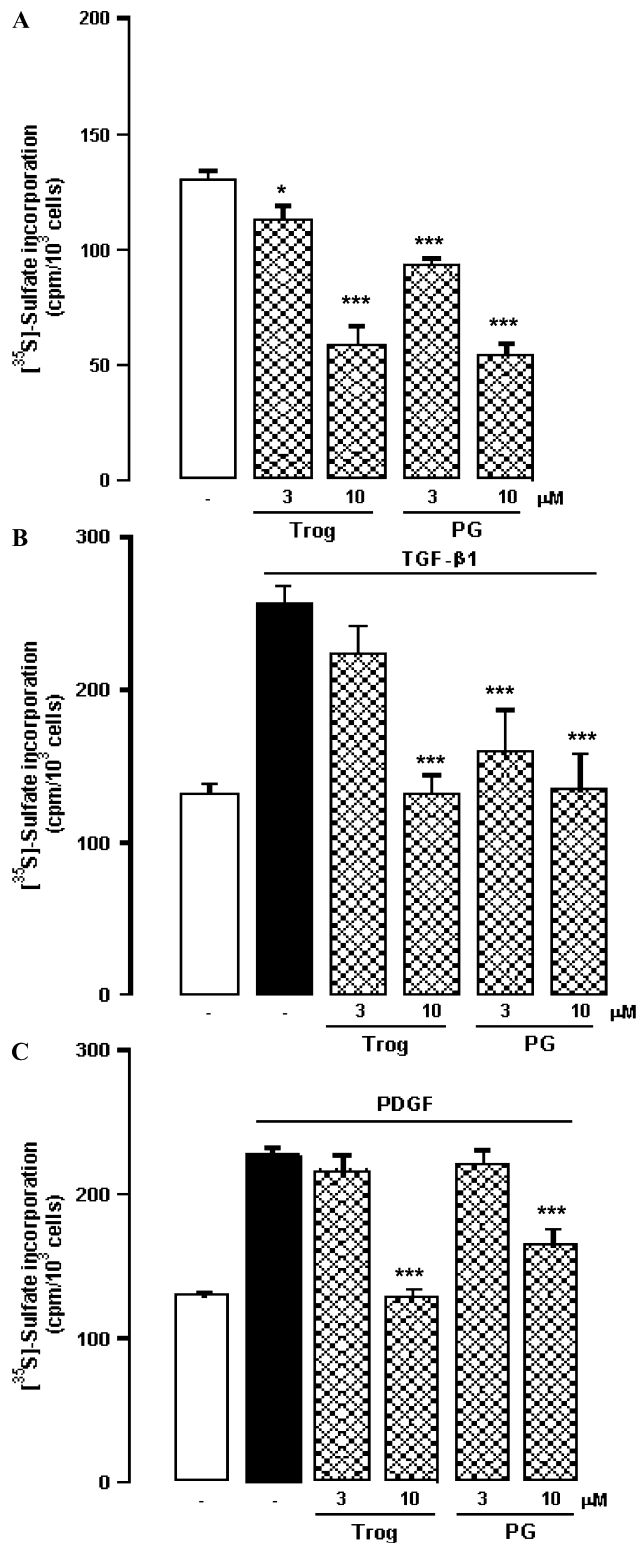 A
200
150
100
50
0
[³⁵S]-Sulfate incorporation
(cpm/10³ cells)
*
***
***
***
- 3 10 3 10 µM
Trog PG
B
TGF-β1
300
200
100
0
[³⁵S]-Sulfate incorporation
(cpm/10³ cells)
***
***
***
- - 3 10 3 10 µM
Trog PG
C
PDGF
300
200
100
0
[³⁵S]-Sulfate incorporation
(cpm/10³ cells)
***
***
- - 3 10 3 10 µM
Trog PG